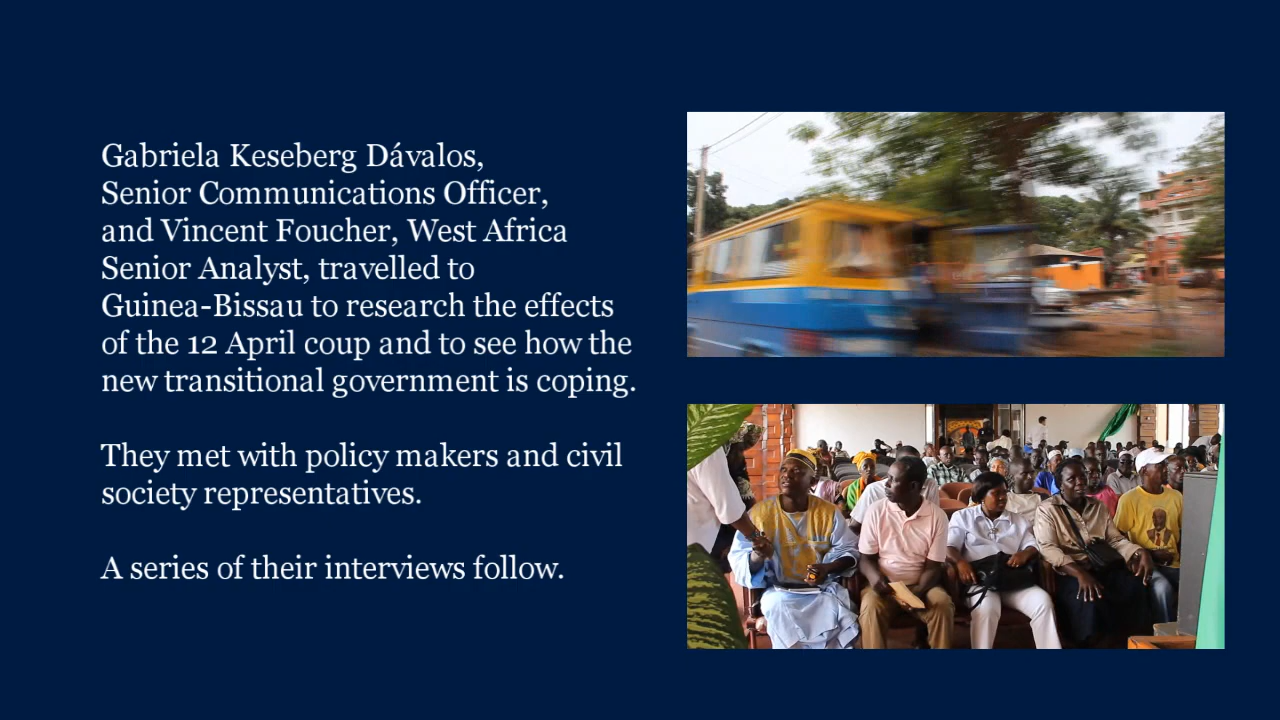 Gabriela Keseberg Dávalos,
Senior Communications Officer,
and Vincent Foucher, West Africa
Senior Analyst, travelled to
Guinea-Bissau to research the effects
of the 12 April coup and to see how the
new transitional government is coping.
They met with policy makers and civil
society representatives.
A series of their interviews follow.